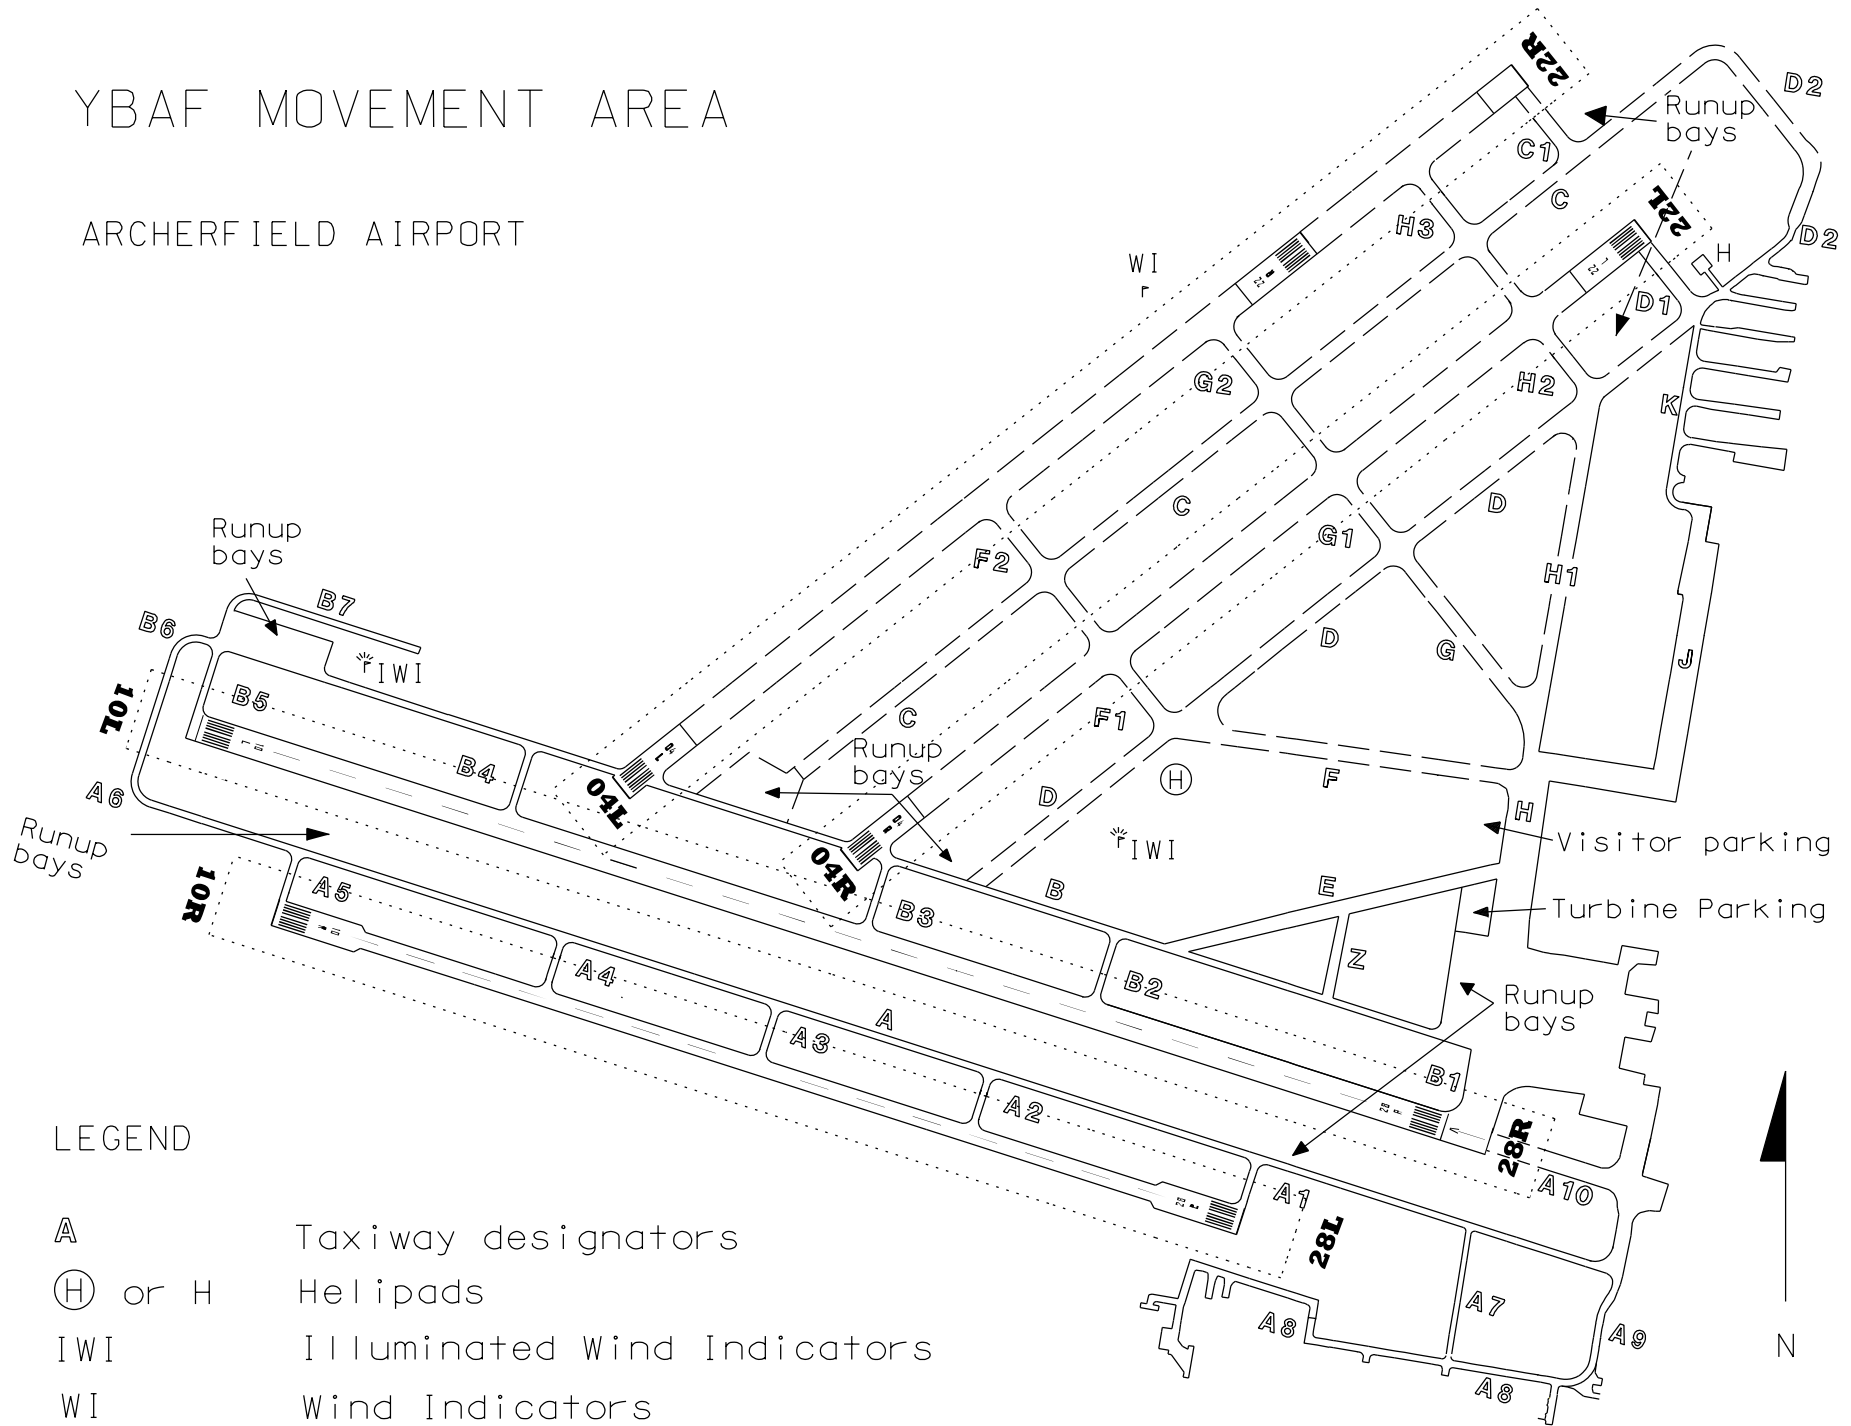 YBAF MOVEMENT AREA
ARCHERFIELD AIRPORT
22R
D2
Runup
bays
C1
C
22L
H3
D2
H
WI
D1
G2
H2
K
C
D
G1
F2
H1
Runup
bays
B7
B6
D
G
IWI
J
B5
10L
C
F1
Runup
bays
B4
F
H
A6
04L
D
H
Runup
bays
Visitor parking
IWI
04R
10R
A5
B
E
B3
Turbine Parking
A4
Z
B2
Runup
bays
A
A3
B1
A2
28R
A1
A10
28L
A7
A8
A9
A8
N
LEGEND
A Taxiway designators
H or H Helipads
IWI Illuminated Wind Indicators
WI Wind Indicators